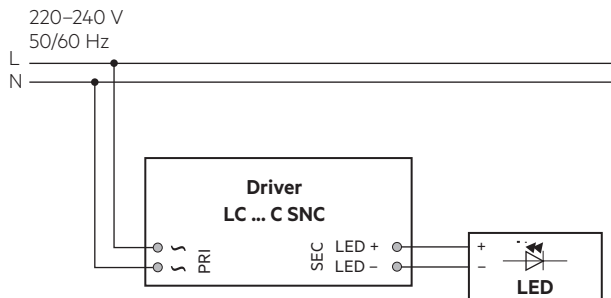 220–240 V
50/60 Hz
L
N
Driver
LC ... C SNC
~ PRI SEC LED + +
~ LED – –
LED